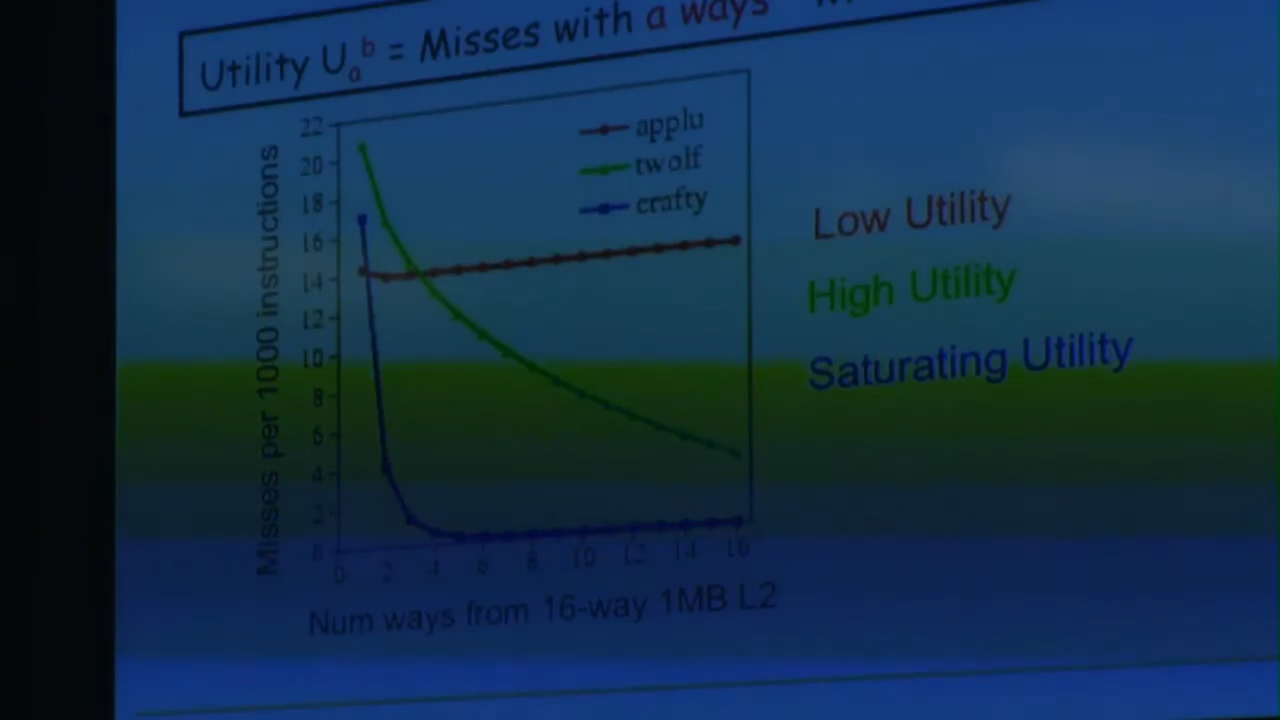 Utility U_a^b = Misses with a ways
22
20
18
16
14
12
10
8
6
4
2
0
Misses per 1000 instructions
applu
twolf
crafty
0 2 4 6 8 10 12 14 16
Num ways from 16-way 1MB L2
Low Utility
High Utility
Saturating Utility